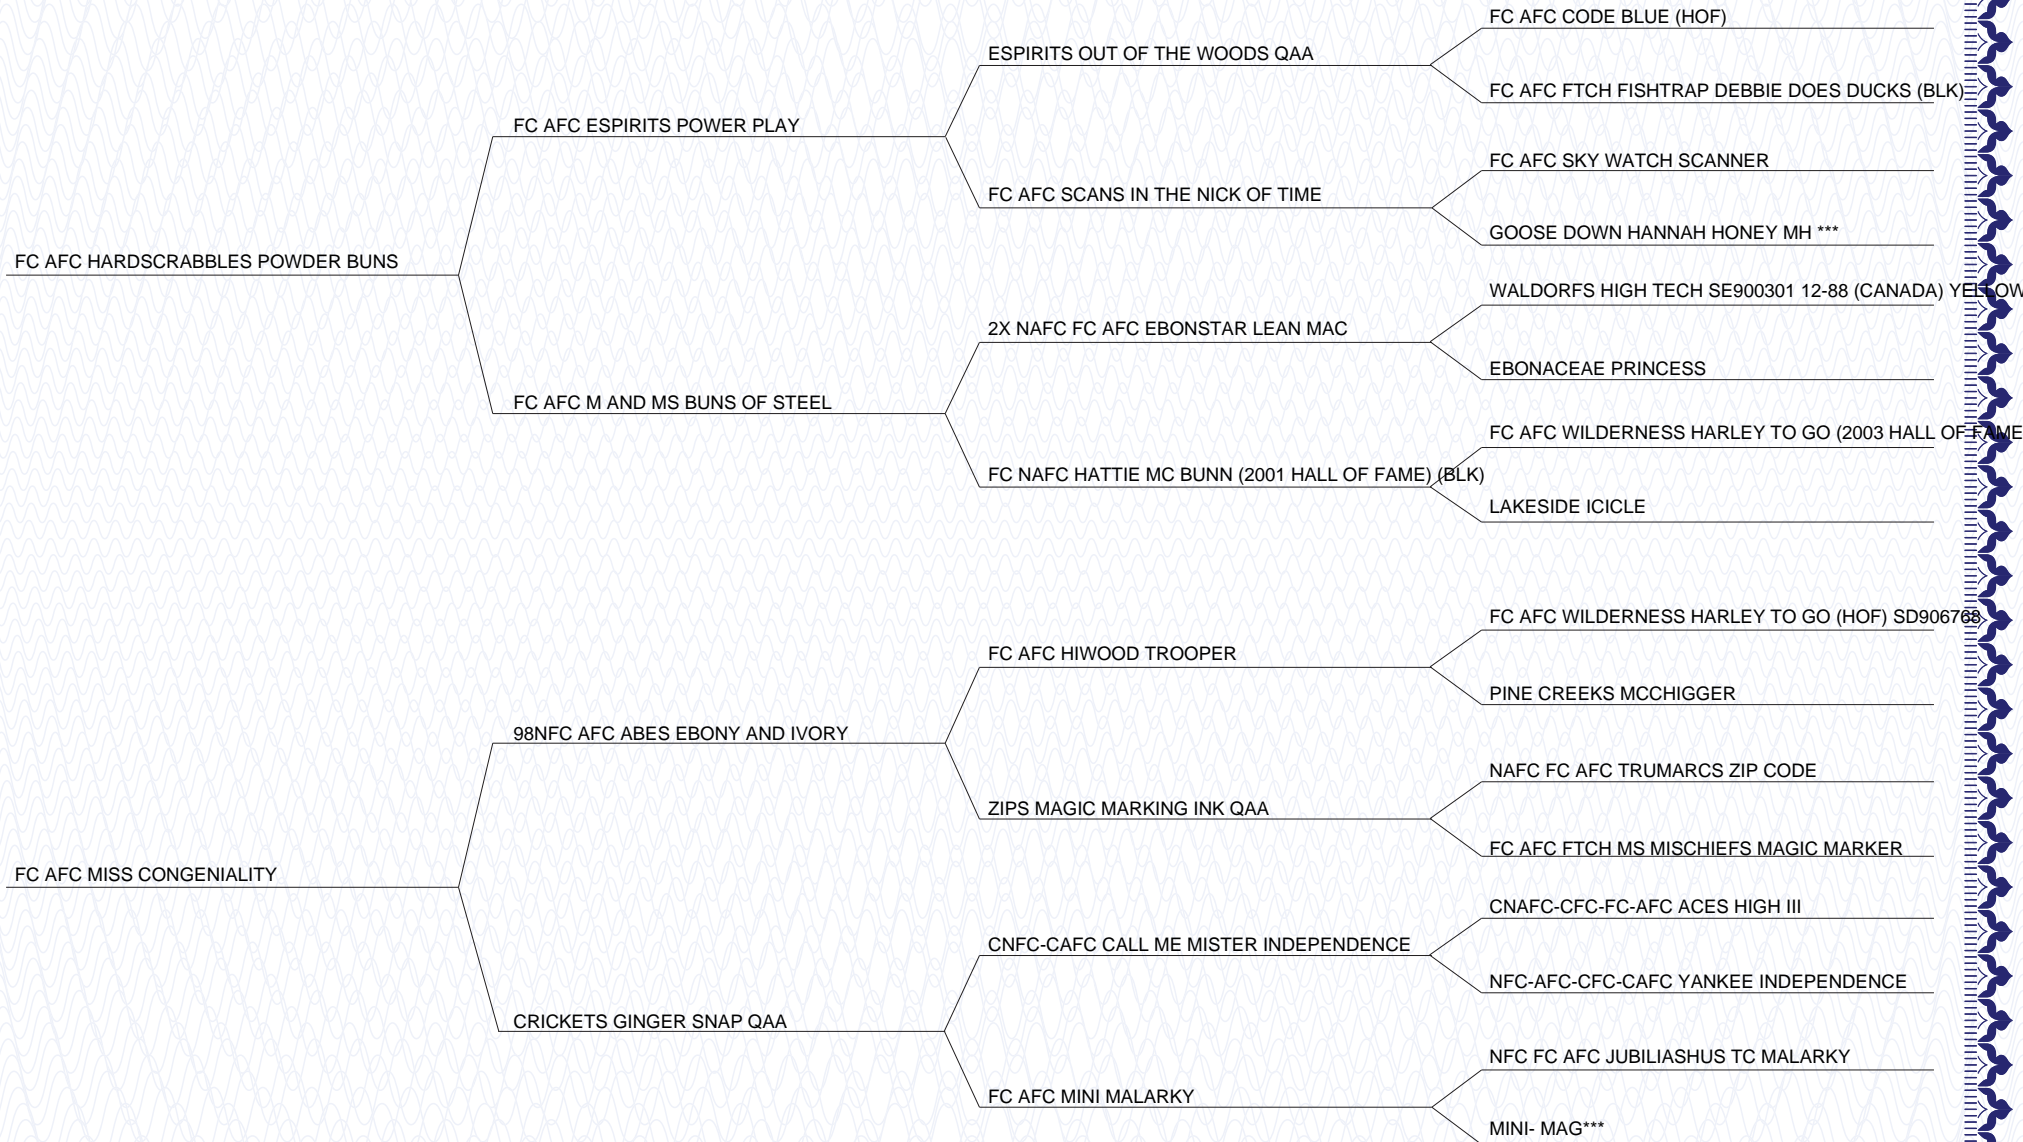 FC AFC CODE BLUE (HOF)
ESPIRITS OUT OF THE WOODS QAA
FC AFC FTCH FISHTRAP DEBBIE DOES DUCKS (BLK)
FC AFC ESPIRITS POWER PLAY
FC AFC SKY WATCH SCANNER
FC AFC SCANS IN THE NICK OF TIME
GOOSE DOWN HANNAH HONEY MH ***
FC AFC HARDSCRABBLES POWDER BUNS
WALDORFS HIGH TECH SE900301 12-88 (CANADA) YELLOW
2X NAFC FC AFC EBONSTAR LEAN MAC
EBONACEAE PRINCESS
FC AFC M AND MS BUNS OF STEEL
FC AFC WILDERNESS HARLEY TO GO (2003 HALL OF FAME
FC NAFC HATTIE MC BUNN (2001 HALL OF FAME) (BLK)
LAKESIDE ICICLE
FC AFC WILDERNESS HARLEY TO GO (HOF) SD906768
FC AFC HIWOOD TROOPER
PINE CREEKS MCCHIGGER
98NFC AFC ABES EBONY AND IVORY
NAFC FC AFC TRUMARCS ZIP CODE
ZIPS MAGIC MARKING INK QAA
FC AFC FTCH MS MISCHIEFS MAGIC MARKER
FC AFC MISS CONGENIALITY
CNAFC-CFC-FC-AFC ACES HIGH III
CNFC-CAFC CALL ME MISTER INDEPENDENCE
NFC-AFC-CFC-CAFC YANKEE INDEPENDENCE
CRICKETS GINGER SNAP QAA
NFC FC AFC JUBILIASHUS TC MALARKY
FC AFC MINI MALARKY
MINI- MAG***